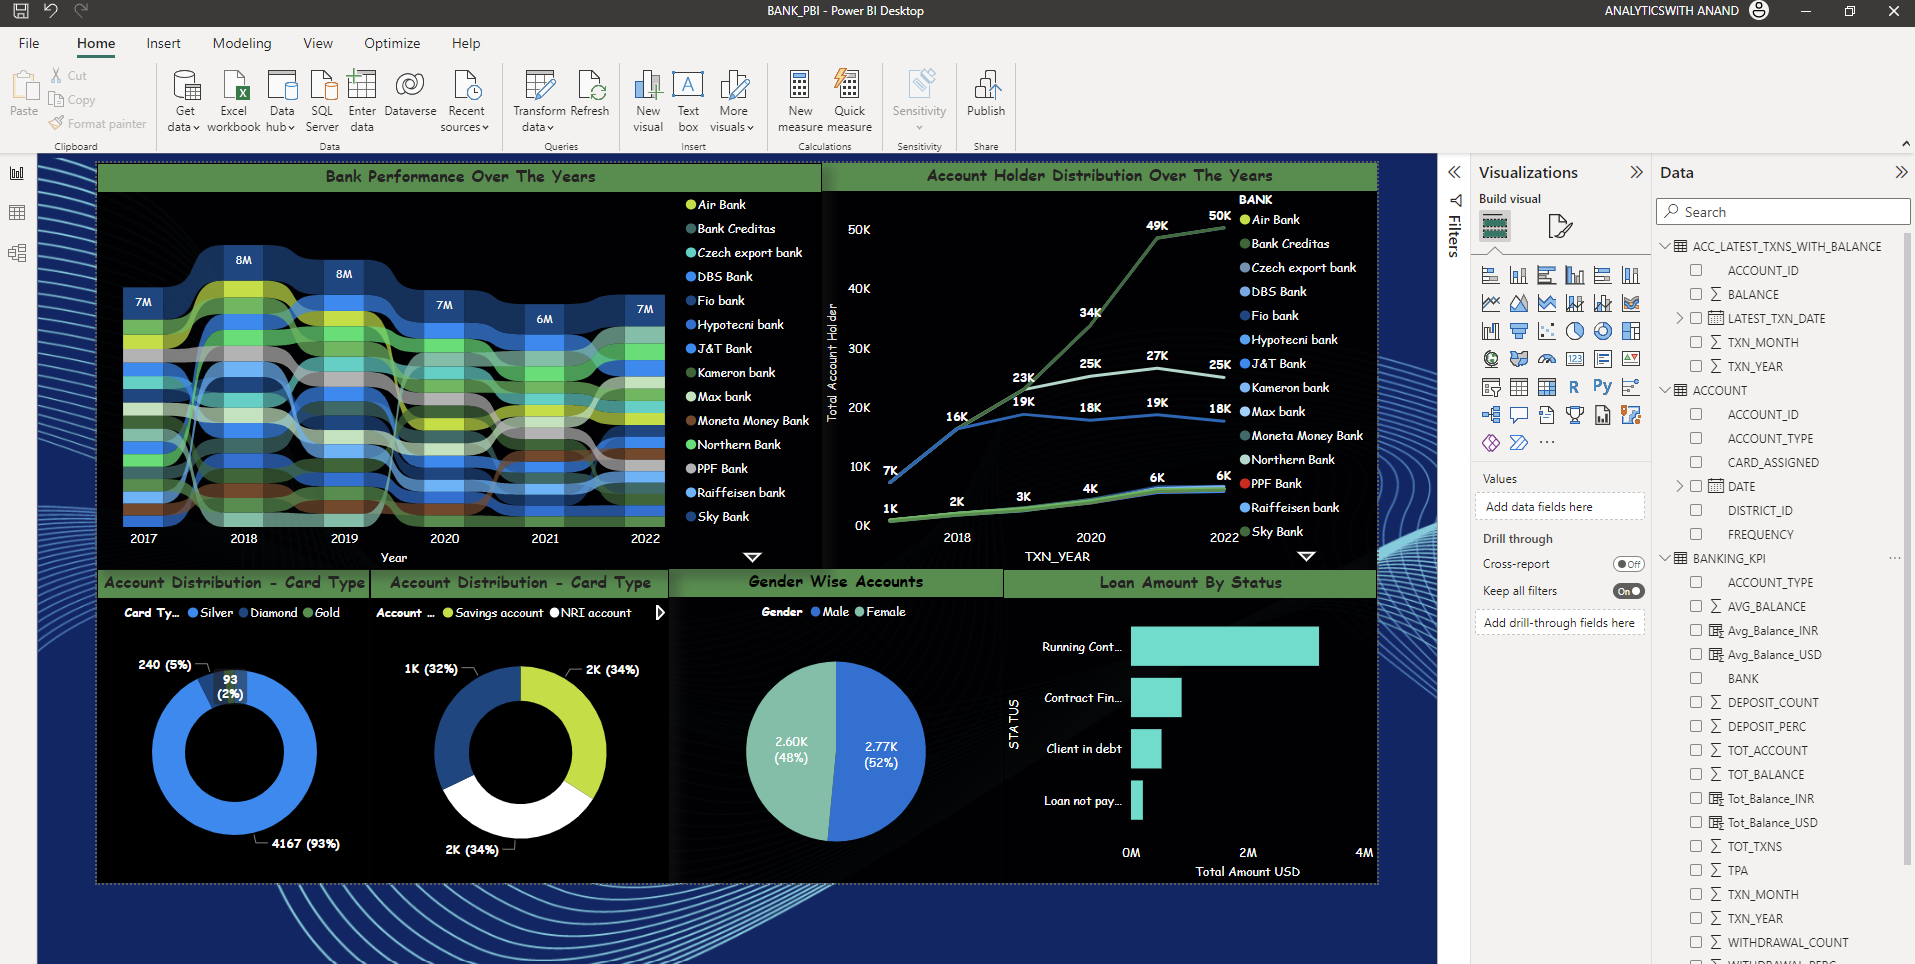 BANK_PBI - Power BI Desktop
ANALYTICSWITH ANAND
File Home Insert Modeling View Optimize Help
Paste
Cut
Copy
Format painter
Clipboard
Get data
Excel workbook
Data hub
SQL Server
Enter data
Dataverse
Recent sources
Data
Transform data
Refresh
Queries
New visual
Text box
More visuals
Insert
New measure
Quick measure
Calculations
Sensitivity
Sensitivity
Publish
Share
Bank Performance Over The Years
7M
8M
8M
7M
6M
7M
2017 2018 2019 2020 2021 2022
Year
Air Bank
Bank Creditas
Czech export bank
DBS Bank
Fio bank
Hypotecni bank
J&T Bank
Kameron bank
Max bank
Moneta Money Bank
Northern Bank
PPF Bank
Raiffeisen bank
Sky Bank
Account Holder Distribution Over The Years
Total Account Holder
50K
40K
30K
20K
10K
0K
7K
16K
23K
34K
49K
50K
25K
27K
25K
19K
18K
19K
18K
1K
2K
3K
4K
6K
6K
2018 2020 2022
TXN_YEAR
BANK
Air Bank
Bank Creditas
Czech export bank
DBS Bank
Fio bank
Hypotecni bank
J&T Bank
Kameron bank
Max bank
Moneta Money Bank
Northern Bank
PPF Bank
Raiffeisen bank
Sky Bank
Account Distribution - Card Type
Card Ty... Silver Diamond Gold
240 (5%)
93
(2%)
4167 (93%)
Account Distribution - Card Type
Account ... Savings account NRI account
1K (32%)
2K (34%)
2K (34%)
Gender Wise Accounts
Gender Male Female
2.60K
(48%)
2.77K
(52%)
Loan Amount By Status
STATUS
Running Cont...
Contract Fin...
Client in debt
Loan not pay...
0M 2M 4M
Total Amount USD
Filters
Visualizations
Build visual
123
R
Py
Values
Add data fields here
Drill through
Cross-report
Off
Keep all filters
On
Add drill-through fields here
Data
Search
ACC_LATEST_TXNS_WITH_BALANCE
ACCOUNT_ID
BALANCE
LATEST_TXN_DATE
TXN_MONTH
TXN_YEAR
ACCOUNT
ACCOUNT_ID
ACCOUNT_TYPE
CARD_ASSIGNED
DATE
DISTRICT_ID
FREQUENCY
BANKING_KPI
ACCOUNT_TYPE
AVG_BALANCE
Avg_Balance_INR
Avg_Balance_USD
BANK
DEPOSIT_COUNT
DEPOSIT_PERC
TOT_ACCOUNT
TOT_BALANCE
Tot_Balance_INR
Tot_Balance_USD
TOT_TXNS
TPA
TXN_MONTH
TXN_YEAR
WITHDRAWAL_COUNT
WITHDRAWAL_PERC